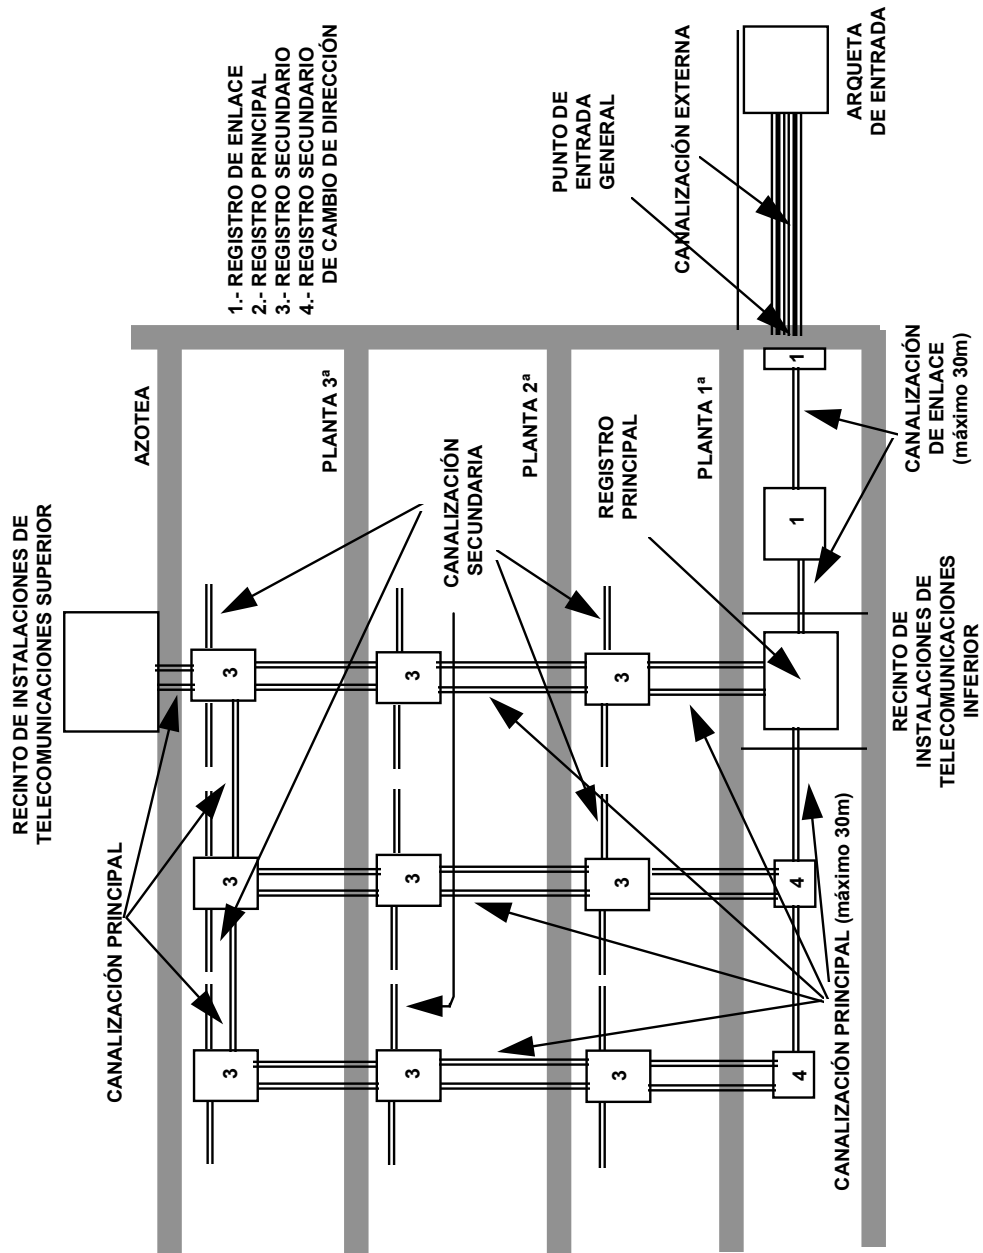 RECINTO DE INSTALACIONES DE
TELECOMUNICACIONES SUPERIOR
CANALIZACIÓN PRINCIPAL
AZOTEA
1.- REGISTRO DE ENLACE
2.- REGISTRO PRINCIPAL
3.- REGISTRO SECUNDARIO
4.- REGISTRO SECUNDARIO
DE CAMBIO DE DIRECCIÓN
3
3
3
PLANTA 3ª
3
3
3
CANALIZACIÓN
SECUNDARIA
PLANTA 2ª
PUNTO DE
ENTRADA
GENERAL
3
3
3
REGISTRO
PRINCIPAL
PLANTA 1ª
CANALIZACIÓN EXTERNA
4
4
1
1
ARQUETA
DE ENTRADA
CANALIZACIÓN PRINCIPAL (máximo 30m)
RECINTO DE
INSTALACIONES DE
TELECOMUNICACIONES
INFERIOR
CANALIZACIÓN
DE ENLACE
(máximo 30m)